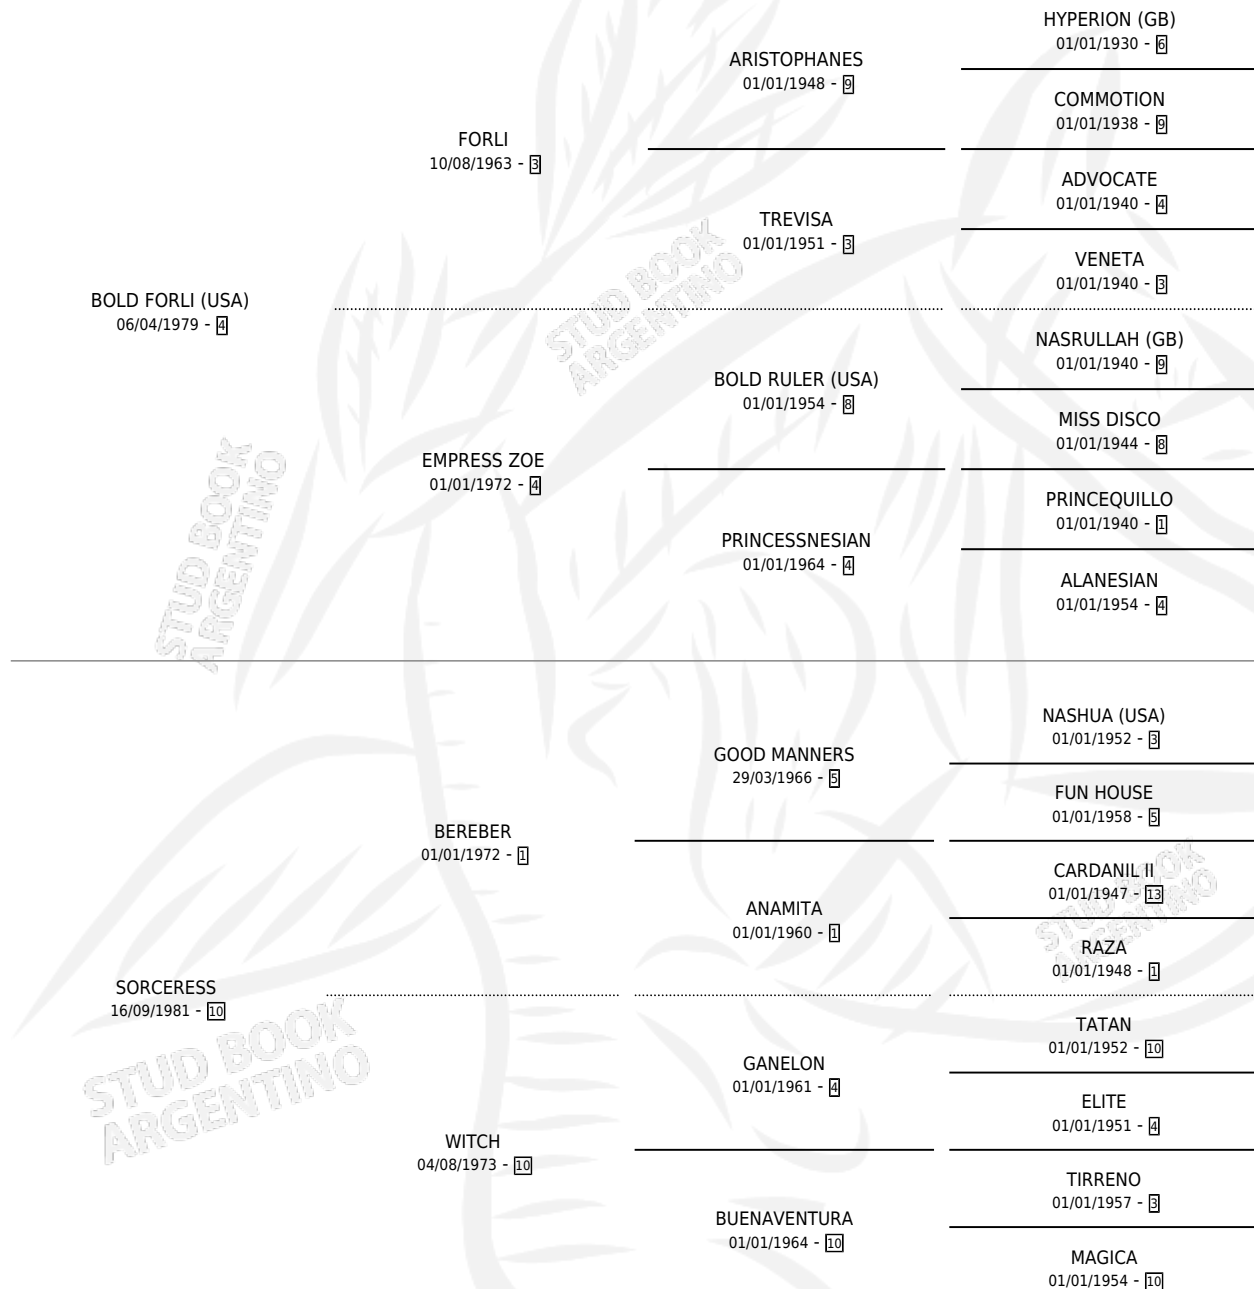 HYPERION (GB)
01/01/1930 - 6
ARISTOPHANES
01/01/1948 - 9
COMMOTION
01/01/1938 - 9
FORLI
10/08/1963 - 3
ADVOCATE
01/01/1940 - 4
TREVISA
01/01/1951 - 3
VENETA
01/01/1940 - 3
BOLD FORLI (USA)
06/04/1979 - 4
STUD BOOK
ARGENTINO
NASRULLAH (GB)
01/01/1940 - 9
BOLD RULER (USA)
01/01/1954 - 8
MISS DISCO
01/01/1944 - 8
EMPRESS ZOE
01/01/1972 - 4
PRINCEQUILLO
01/01/1940 - 1
PRINCESSNESIAN
01/01/1964 - 4
ALANESIAN
01/01/1954 - 4
STUD BOOK
ARGENTINO
NASHUA (USA)
01/01/1952 - 3
GOOD MANNERS
29/03/1966 - 5
FUN HOUSE
01/01/1958 - 5
BEREBER
01/01/1972 - 1
CARDANIL II
01/01/1947 - 13
ANAMITA
01/01/1960 - 1
STUD BOOK
ARGENTINO
RAZA
01/01/1948 - 1
SORCERESS
16/09/1981 - 10
STUD BOOK
ARGENTINO
TATAN
01/01/1952 - 10
GANELON
01/01/1961 - 4
ELITE
01/01/1951 - 4
WITCH
04/08/1973 - 10
TIRRENO
01/01/1957 - 3
BUENAVENTURA
01/01/1964 - 10
MAGICA
01/01/1954 - 10